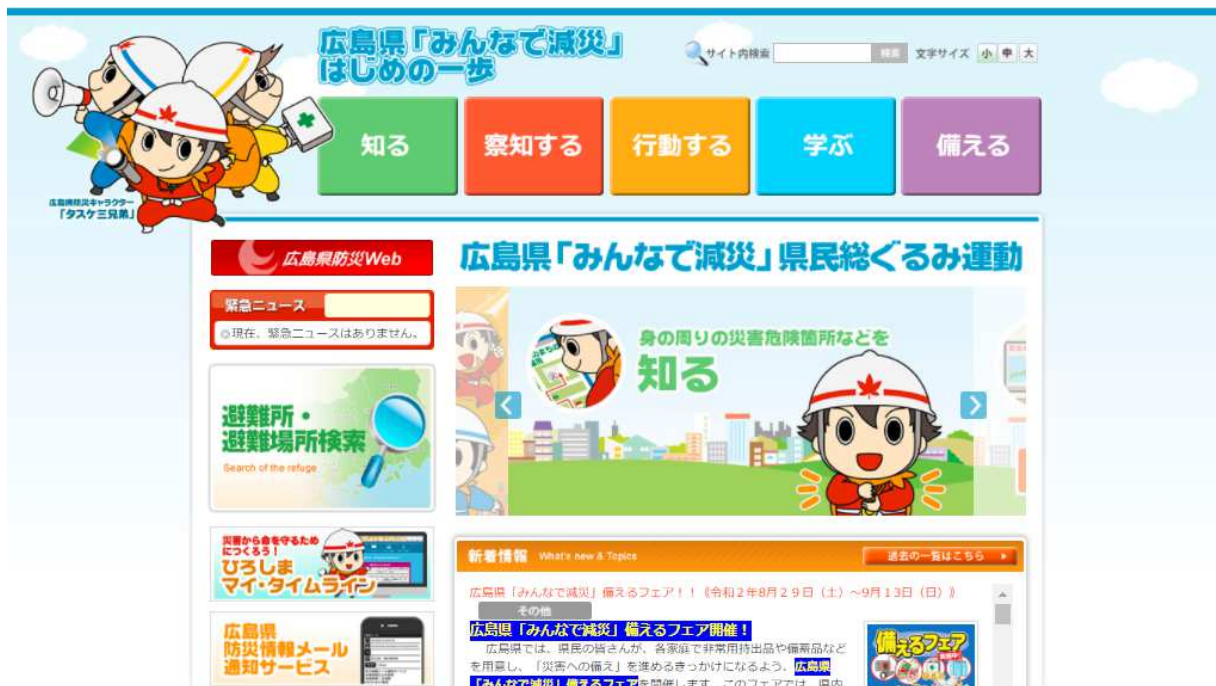 広島県「みんなで減災」
はじめの一歩
サイト内検索
検索
文字サイズ 小 中 大
知る
察知する
行動する
学ぶ
備える
広島県防災キャラクター
「タスケ三兄弟」
広島県防災Web
緊急ニュース
◎現在、緊急ニュースはありません。
避難所・
避難場所検索
Search of the refuge
災害から命を守るため
につくろう！
ひろしま
マイ・タイムライン
広島県
防災情報メール
通知サービス
広島県「みんなで減災」県民総ぐるみ運動
身の周りの災害危険箇所などを
知る
新着情報 What's new & Topics
過去の一覧はこちら
広島県「みんなで減災」備えるフェア！！《令和２年8月２９日（土）～9月１3日（日）》
その他
広島県「みんなで減災」備えるフェア開催！
広島県では、県民の皆さんが、各家庭で非常用持出品や備蓄品など
を用意し、「災害への備え」を進めるきっかけになるよう、広島県
「みんなで減災」備えるフェアを開催します。このフェアでは、県内
備えるフェア